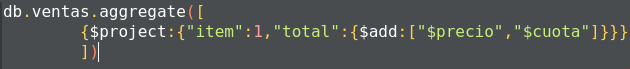 db.ventas.aggregate([
{$project:{"item":1,"total":{$add:["$precio","$cuota"]}}}
])